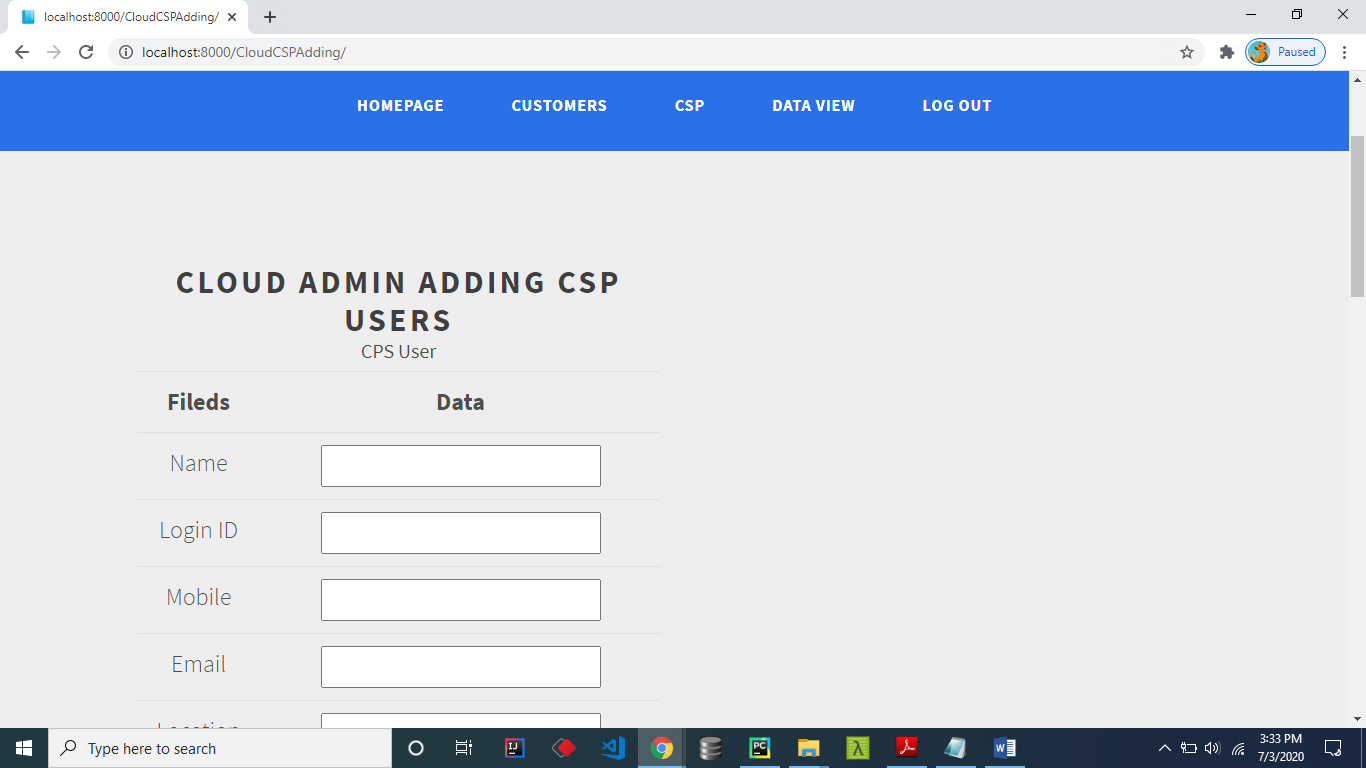 localhost:8000/CloudCSPAdding/
localhost:8000/CloudCSPAdding/
Paused
HOMEPAGE CUSTOMERS CSP DATA VIEW LOG OUT
CLOUD ADMIN ADDING CSP
USERS
CPS User
Fileds Data
Name
Login ID
Mobile
Email
Location
Type here to search
3:33 PM
7/3/2020